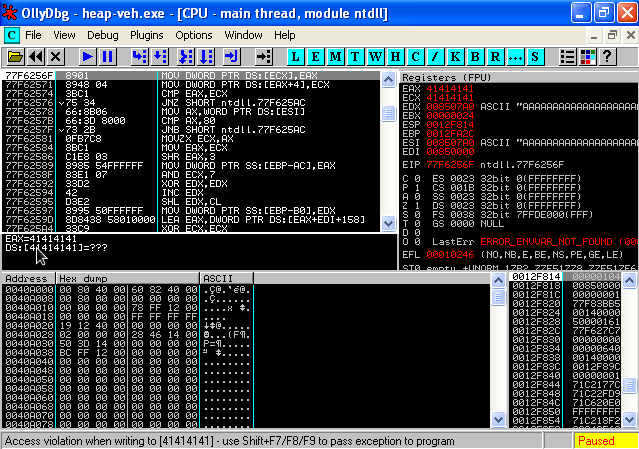 OllyDbg - heap-veh.exe - [CPU - main thread, module ntdll]
C File View Debug Plugins Options Window Help
L E M T W H C / K B R ... S ?
77F6256F 8901 MOV DWORD PTR DS:[ECX],EAX
77F62571 8948 04 MOV DWORD PTR DS:[EAX+4],ECX
77F62574 3BC1 CMP EAX,ECX
77F62576 75 34 JNZ SHORT ntdll.77F625AC
77F62578 66:8B06 MOV AX,WORD PTR DS:[ESI]
77F6257B 66:3D 8000 CMP AX,80
77F6257F 73 2B JNB SHORT ntdll.77F625AC
77F62581 0FB7C8 MOVZX ECX,AX
77F62584 8BC1 MOV EAX,ECX
77F62586 C1E8 03 SHR EAX,3
77F62589 8985 54FFFFFF MOV DWORD PTR SS:[EBP-AC],EAX
77F6258F 83E1 07 AND ECX,7
77F62592 33D2 XOR EDX,EDX
77F62594 42 INC EDX
77F62595 D3E2 SHL EDX,CL
77F62597 8995 50FFFFFF MOV DWORD PTR SS:[EBP-B0],EDX
77F6259D 8D8438 58010000 LEA EAX,DWORD PTR DS:[EAX+EDI+158]
77F625A4 33C9 XOR ECX,ECX
EAX=41414141
DS:[41414141]=???
Registers (FPU)
EAX 41414141
ECX 41414141
EDX 008507A0 ASCII "AAAAAAAAAAAAAAAAAAA
EBX 00000024
ESP 0012F814
EBP 0012FA2C
ESI 008507A0 ASCII "AAAAAAAAAAAAAAAAAAA
EDI 00850000
EIP 77F6256F ntdll.77F6256F
C 0 ES 0023 32bit 0(FFFFFFFF)
P 1 CS 001B 32bit 0(FFFFFFFF)
A 0 SS 0023 32bit 0(FFFFFFFF)
Z 1 DS 0023 32bit 0(FFFFFFFF)
S 0 FS 0038 32bit 7FFDE000(FFF)
T 0 GS 0000 NULL
D 0
O 0 LastErr ERROR_ENVVAR_NOT_FOUND (000
EFL 00010246 (NO,NB,E,BE,NS,PE,GE,LE)
Address Hex dump ASCII
0040A000 00 80 40 00 60 82 40 00
0040A008 00 80 00 00 00 00 00 00
0040A010 00 00 00 00 78 FF 12 00
0040A018 00 00 00 00 FF FF FF FF
0040A020 19 12 40 00 00 00 00 00
0040A028 02 00 00 00 28 46 14 00
0040A030 50 3D 14 00 00 00 00 00
0040A038 BC FF 12 00 00 00 00 00
0040A040 00 00 00 00 00 00 00 00
0040A048 00 00 00 00 00 00 00 00
0040A050 00 00 00 00 00 00 00 00
0040A058 00 00 00 00 00 00 00 00
0040A060 00 00 00 00 00 00 00 00
0040A068 00 00 00 00 00 00 00 00
0040A070 00 00 00 00 00 00 00 00
0040A078 00 00 00 00 00 00 00 00
0012F814 00000104
0012F818 00850000
0012F81C 00000001
0012F820 77F83BB5
0012F824 00140000
0012F828 50000161
0012F82C 77F627C7
0012F830 00000000
0012F834 00000640
0012F838 00140000
0012F83C 0012F89C
0012F840 00000001
0012F844 71C2177C
0012F848 71C22FD9
0012F84C 71C620E0
0012F850 FFFFFFFF
0012F854 71C218F2
Access violation when writing to [41414141] - use Shift+F7/F8/F9 to pass exception to program
Paused